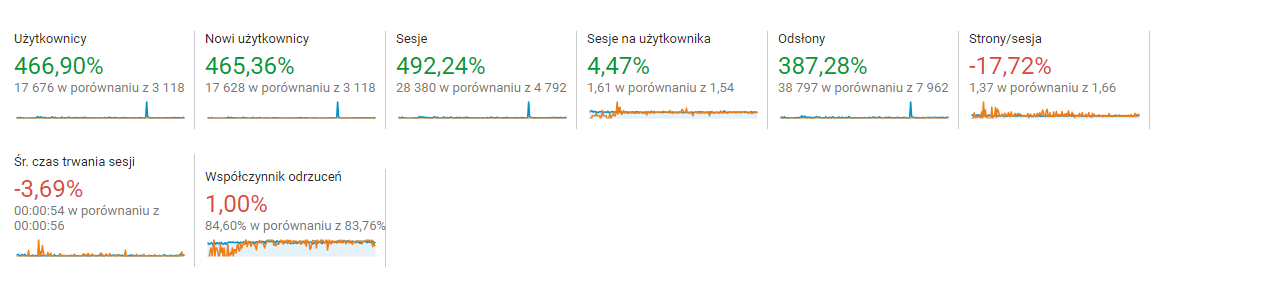 Użytkownicy
466,90%
17 676 w porównaniu z 3 118
Nowi użytkownicy
465,36%
17 628 w porównaniu z 3 118
Sesje
492,24%
28 380 w porównaniu z 4 792
Sesje na użytkownika
4,47%
1,61 w porównaniu z 1,54
Odsłony
387,28%
38 797 w porównaniu z 7 962
Strony/sesja
-17,72%
1,37 w porównaniu z 1,66
Śr. czas trwania sesji
-3,69%
00:00:54 w porównaniu z
00:00:56
Współczynnik odrzuceń
1,00%
84,60% w porównaniu z 83,76%